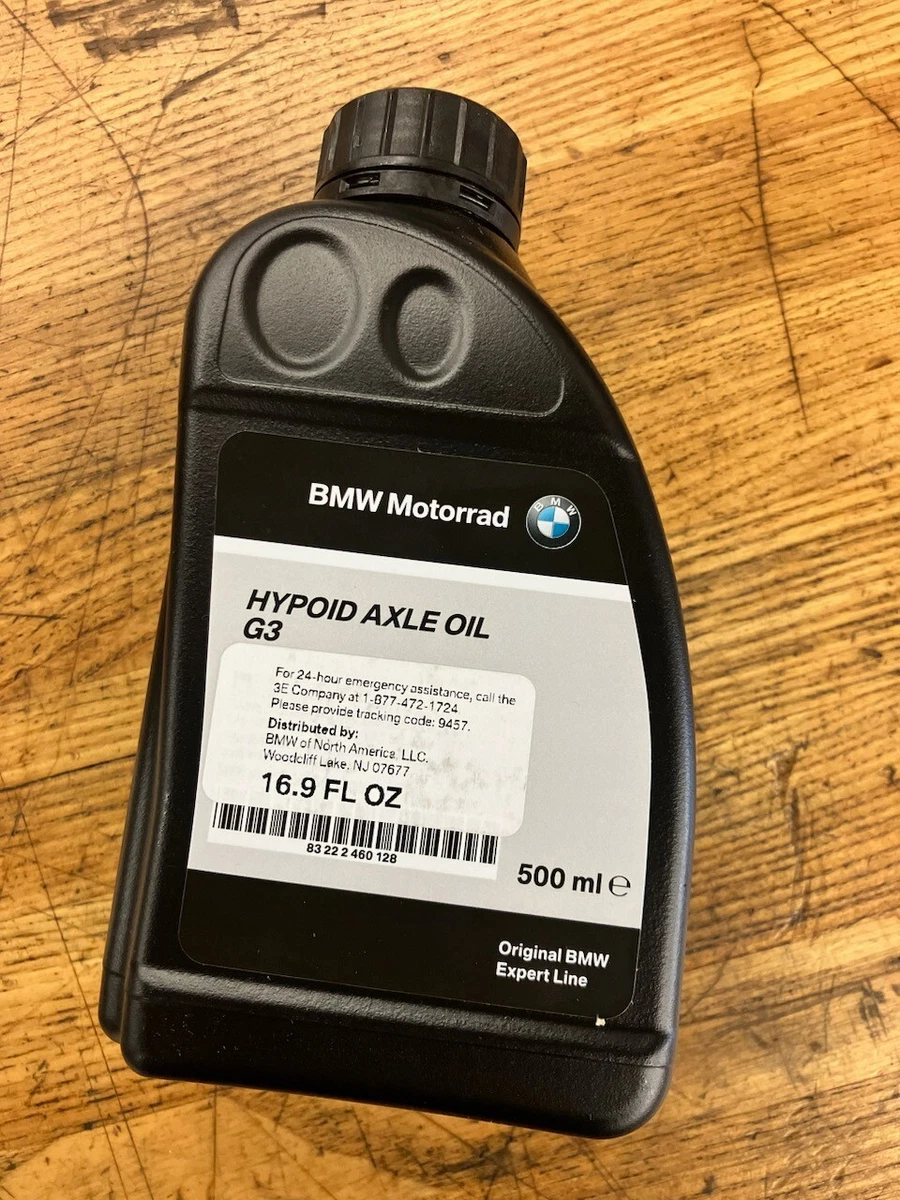 BMW Motorrad
BMW
HYPOID AXLE OIL
G3
For 24-hour emergency assistance, call the
3E Company at 1-877-472-1724.
Please provide tracking code: 9457.
Distributed by:
BMW of North America, LLC.
Woodcliff Lake, NJ 07677
16.9 FL OZ
83 22 2 460 128
500 ml ℮
Original BMW
Expert Line